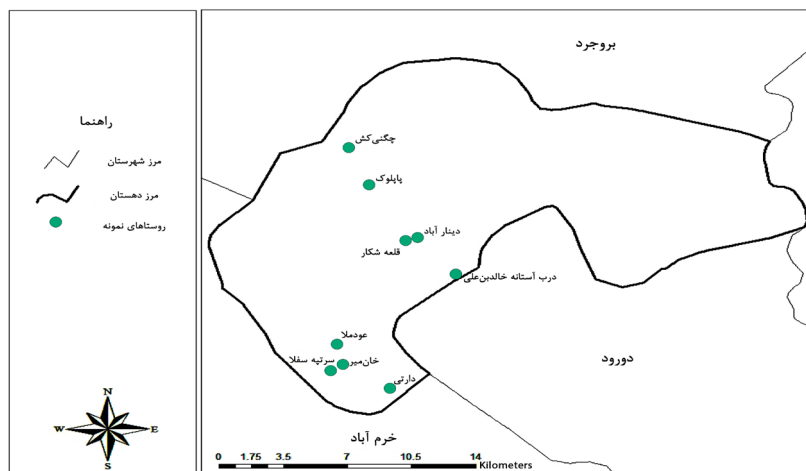 بروجرد
راهنما
مرز شهرستان
مرز دهستان
روستاهای نمونه
چگنی‌کش
پاپلوک
دینار آباد
قلعه شکار
درب آستانه خالدبن‌علی
عودملا
خان‌میر
سرتپه سفلا
دارتی
دورود
خرم آباد
N
W E
S
0 1.75 3.5 7 10.5 14
Kilometers